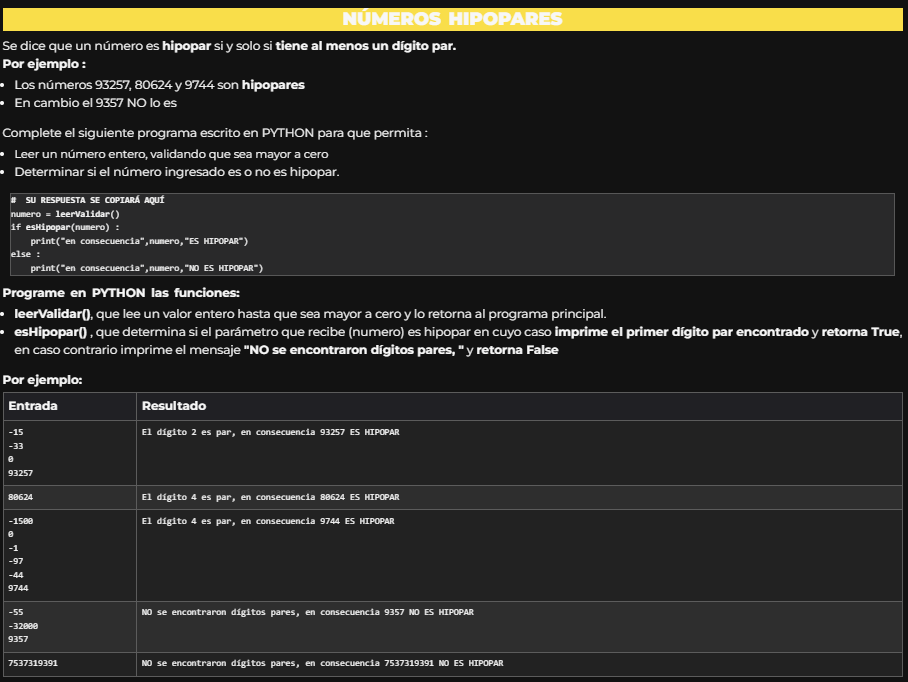 NÚMEROS HIPOPARES
Se dice que un número es hipopar si y solo si tiene al menos un dígito par.
Por ejemplo :
• Los números 93257, 80624 y 9744 son hipopares
• En cambio el 9357 NO lo es
Complete el siguiente programa escrito en PYTHON para que permita :
• Leer un número entero, validando que sea mayor a cero
• Determinar si el número ingresado es o no es hipopar.
#  SU RESPUESTA SE COPIARÁ AQUÍ
numero = leerValidar()
if esHipopar(numero) :
    print("en consecuencia",numero,"ES HIPOPAR")
else :
    print("en consecuencia",numero,"NO ES HIPOPAR")
Programe en PYTHON las funciones:
• leerValidar(), que lee un valor entero hasta que sea mayor a cero y lo retorna al programa principal.
• esHipopar() , que determina si el parámetro que recibe (numero) es hipopar en cuyo caso imprime el primer dígito par encontrado y retorna True,
en caso contrario imprime el mensaje "NO se encontraron dígitos pares, " y retorna False
Por ejemplo:
Entrada Resultado
-15 El dígito 2 es par, en consecuencia 93257 ES HIPOPAR
-33
0
93257
80624 El dígito 4 es par, en consecuencia 80624 ES HIPOPAR
-1500 El dígito 4 es par, en consecuencia 9744 ES HIPOPAR
0
-1
-97
-44
9744
-55 NO se encontraron dígitos pares, en consecuencia 9357 NO ES HIPOPAR
-32000
9357
7537319391 NO se encontraron dígitos pares, en consecuencia 7537319391 NO ES HIPOPAR